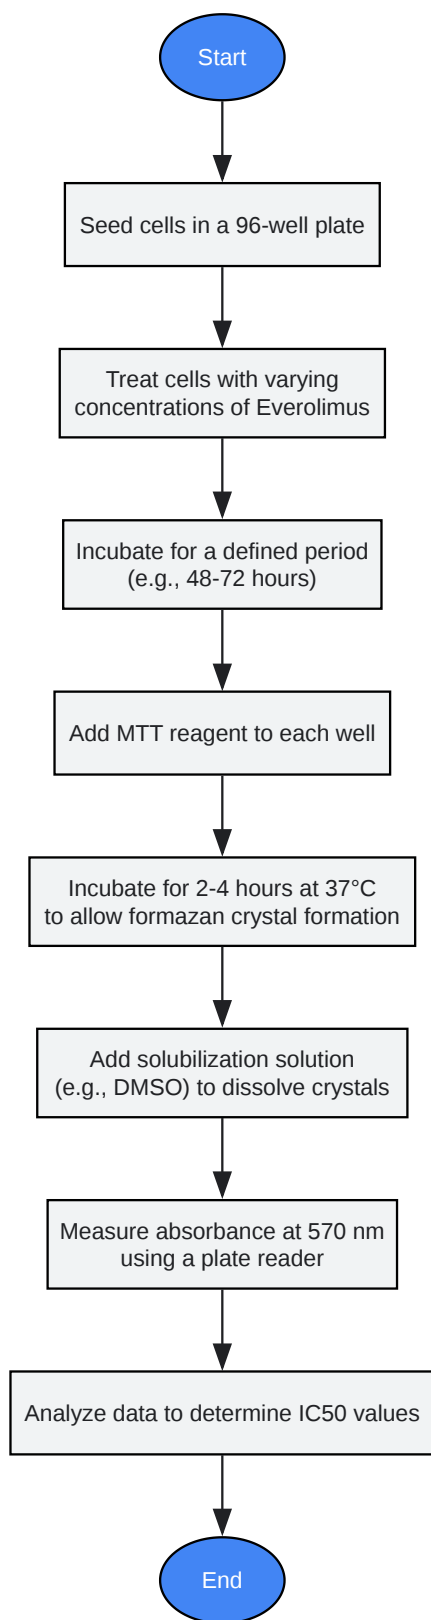 Start
Seed cells in a 96-well plate
Treat cells with varying
concentrations of Everolimus
Incubate for a defined period
(e.g., 48-72 hours)
Add MTT reagent to each well
Incubate for 2-4 hours at 37°C
to allow formazan crystal formation
Add solubilization solution
(e.g., DMSO) to dissolve crystals
Measure absorbance at 570 nm
using a plate reader
Analyze data to determine IC50 values
End